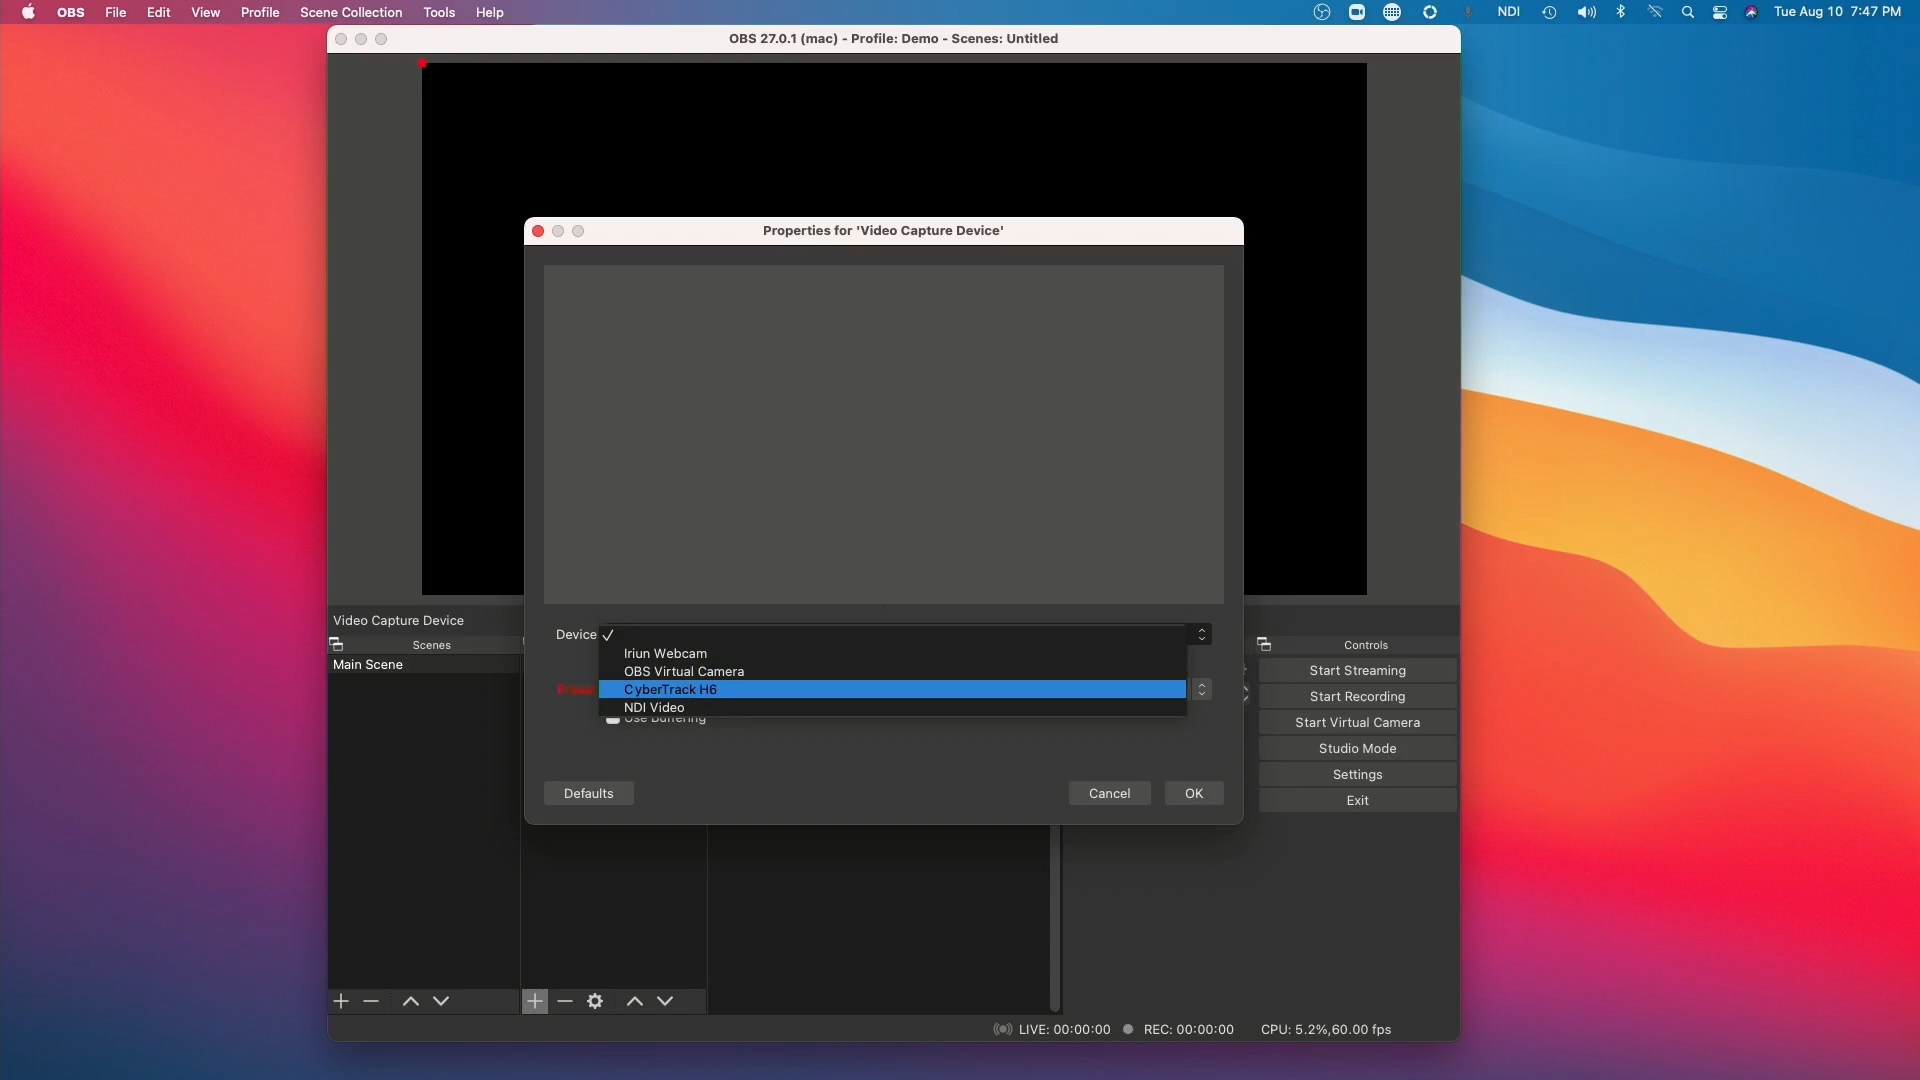 OBS File Edit View Profile Scene Collection Tools Help NDI Tue Aug 10 7:47 PM
OBS 27.0.1 (mac) - Profile: Demo - Scenes: Untitled
Properties for 'Video Capture Device'
Device
Iriun Webcam
OBS Virtual Camera
CyberTrack H6
NDI Video
Use Buffering
Defaults
Cancel
OK
Video Capture Device
Scenes
Main Scene
Controls
Start Streaming
Start Recording
Start Virtual Camera
Studio Mode
Settings
Exit
LIVE: 00:00:00 REC: 00:00:00 CPU: 5.2%,60.00 fps